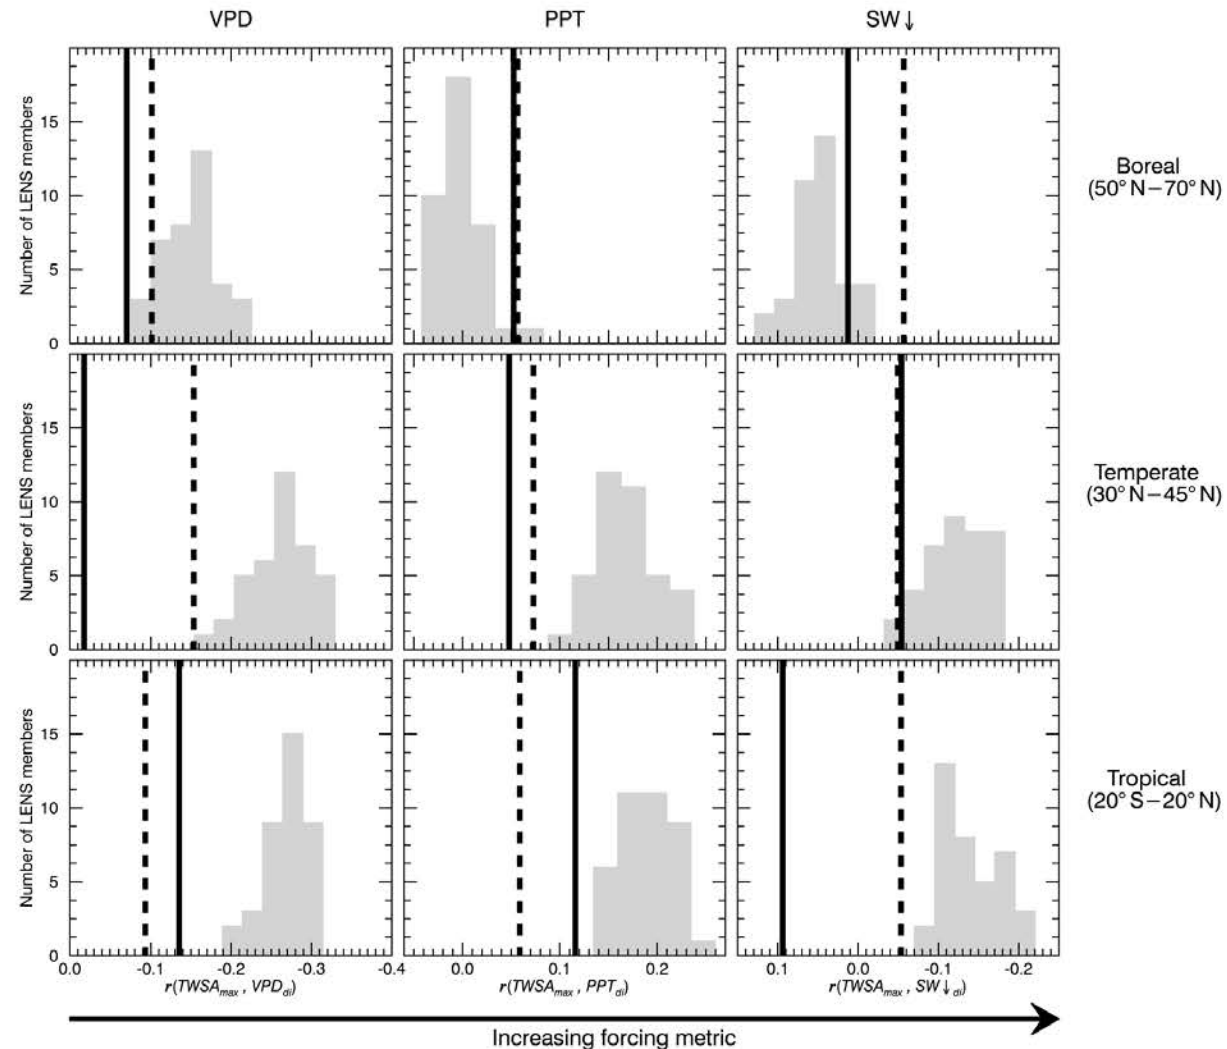 VPD PPT SW↓
Number of LENS members
15
10
5
0
Boreal
(50°N−70°N)
Number of LENS members
15
10
5
0
Temperate
(30°N−45°N)
Number of LENS members
15
10
5
0
Tropical
(20°S−20°N)
0.0 -0.1 -0.2 -0.3 -0.4 0.0 0.1 0.2 0.1 0.0 -0.1 -0.2
r(TWSAmax , VPDdi) r(TWSAmax , PPTdi) r(TWSAmax , SW↓di)
Increasing forcing metric